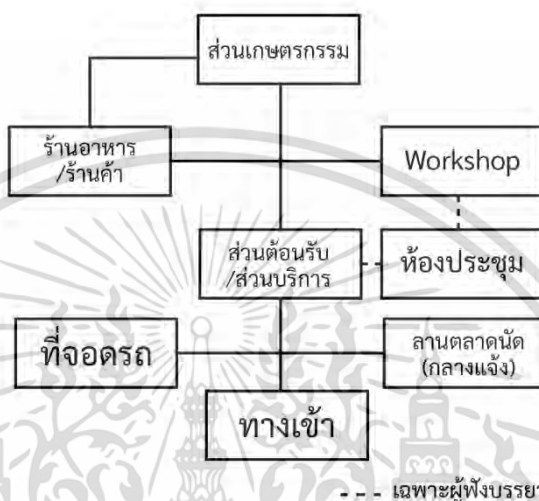 ส่วนเกษตรกรรม
ร้านอาหาร
/ร้านค้า
Workshop
ส่วนต้อนรับ
/ส่วนบริการ
ห้องประชุม
ที่จอดรถ
ลานตลาดนัด
(กลางแจ้ง)
ทางเข้า
เฉพาะผู้ฟังบรรยา